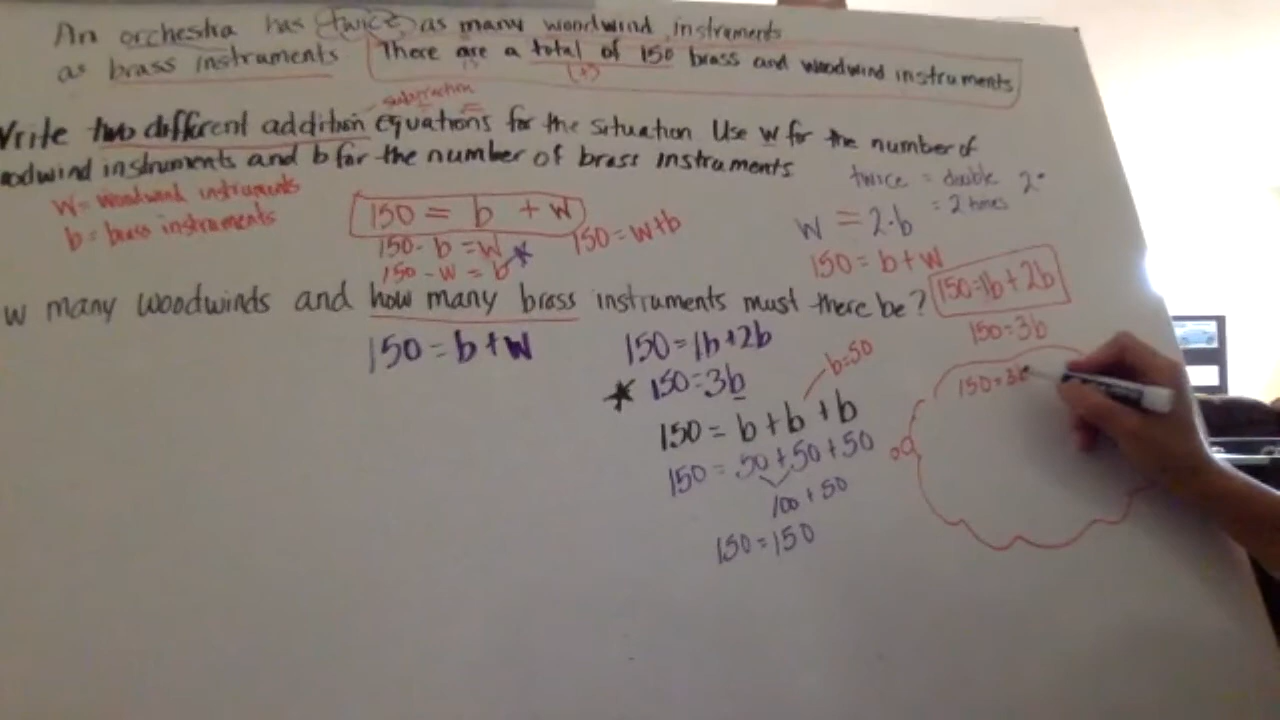 An orchestra has twice as many woodwind instruments
as brass instruments There are a total of 150 brass and woodwind instruments
(+)
subtraction
Write two different addition equations for the situation Use w for the number of
oodwind instruments and b for the number of brass instruments
w = woodwind instruments
b = brass instruments
150 = b + w
150 - b = w
150 - w = b
150 = w+b
twice = double 2·
= 2 times
w = 2·b
150 = b+w
150=1b+2b
150=3b
w many woodwinds and how many brass instruments must there be?
150 = b+w
150=1b+2b
150=3b
150 = b+b+b
b=50
150 = 50+50+50
100+50
150=150
150=3b